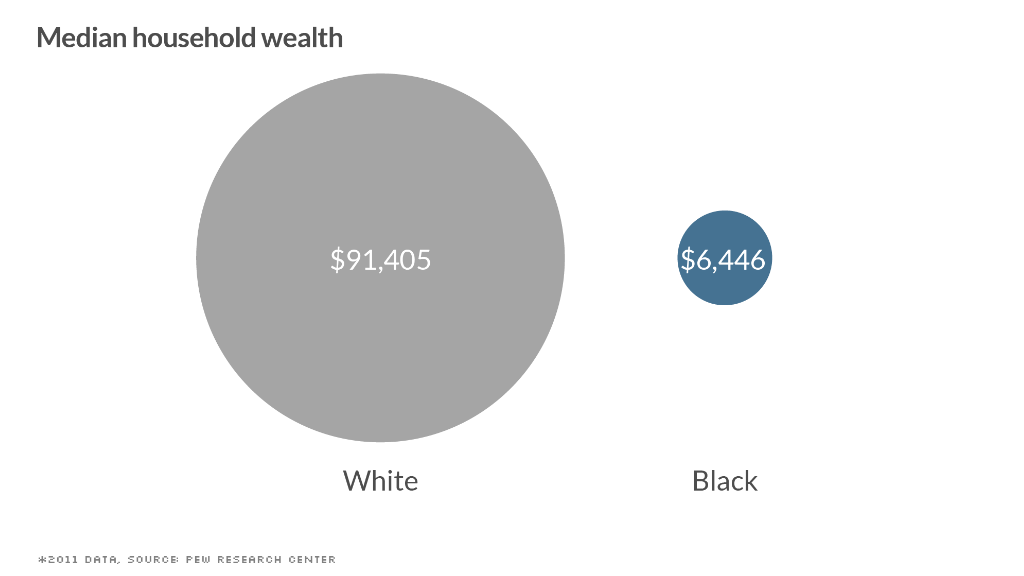 Median household wealth
$91,405
$6,446
White
Black
*2011 DATA, SOURCE: PEW RESEARCH CENTER